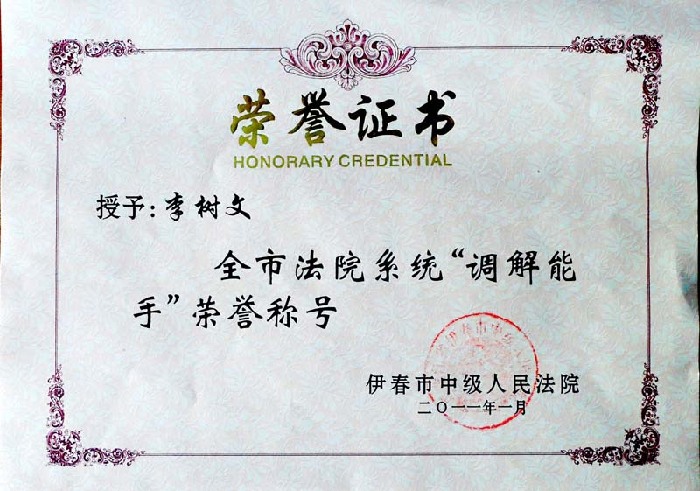 荣誉证书
HONORARY CREDENTIAL
授予:李树文
全市法院系统“调解能
手”荣誉称号
伊春市中级人民法院
二〇一一年一月